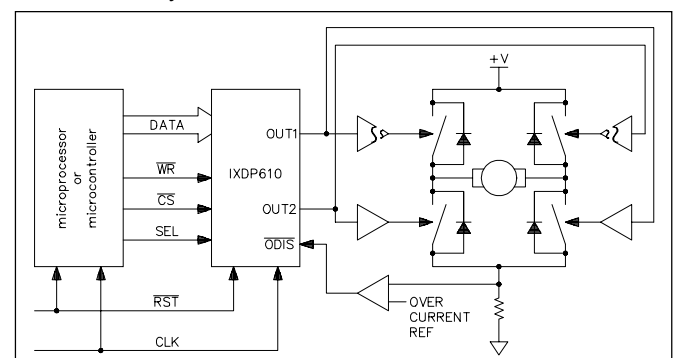 +V
microprocessor
or
microcontroller
DATA
WR
CS
SEL
IXDP610
OUT1
OUT2
ODIS
RST
CLK
OVER
CURRENT
REF